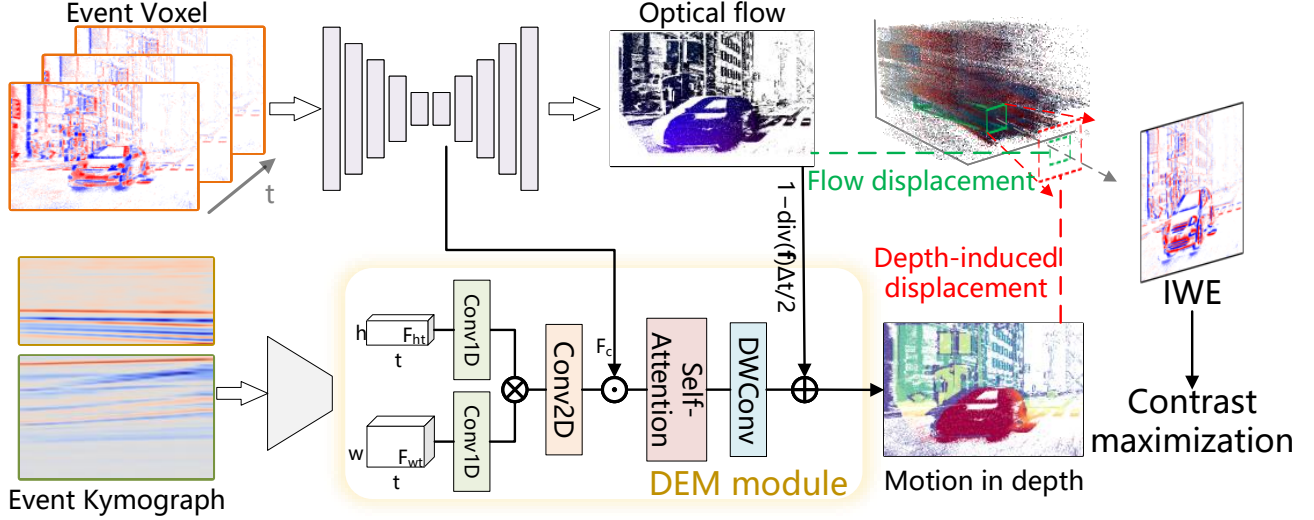 Event Voxel
Optical flow
t
Flow displacement
1−div(f)Δt/2
Depth-induced
displacement
IWE
Contrast
maximization
h
F_ht
t
Conv1D
w
F_wt
t
Conv1D
Conv2D
F_c
Self-
Attention
DWConv
DEM module
Event Kymograph
Motion in depth